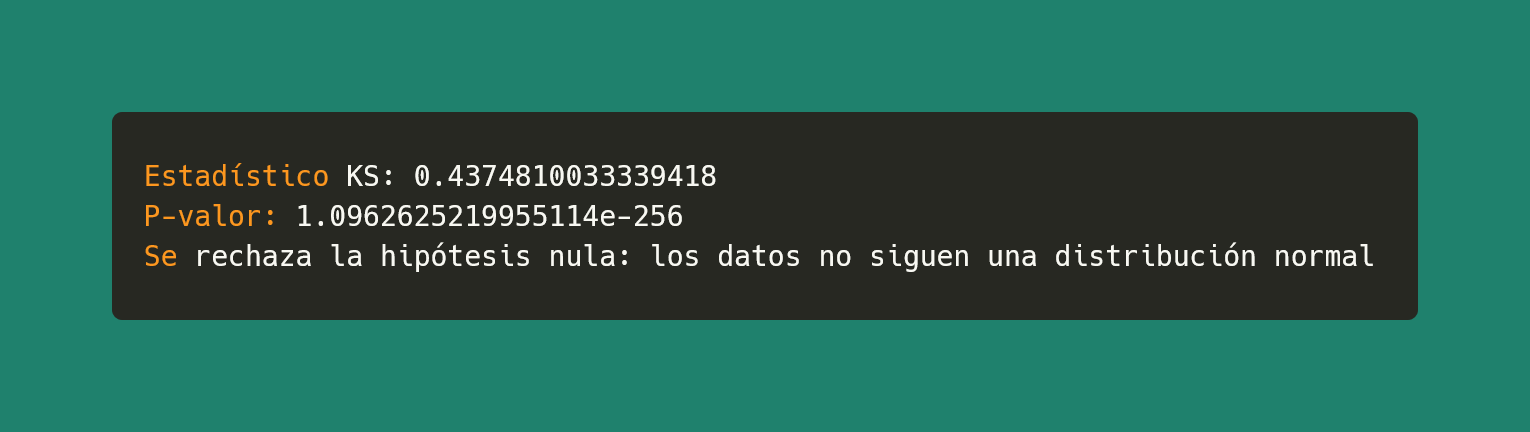 Estadístico KS: 0.4374810033339418
P-valor: 1.0962625219955114e-256
Se rechaza la hipótesis nula: los datos no siguen una distribución normal